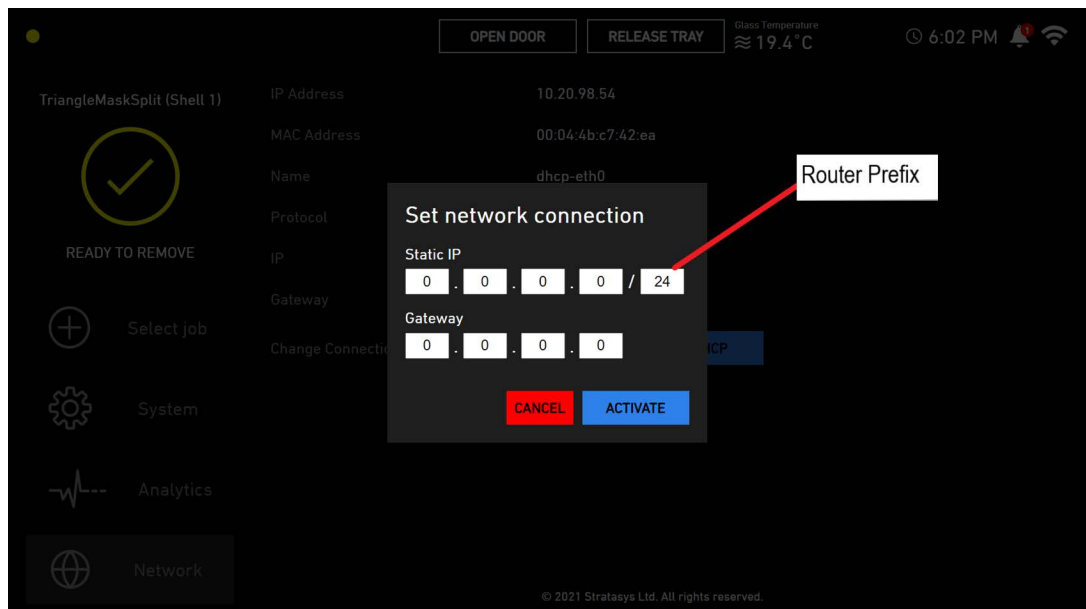 OPEN DOOR
RELEASE TRAY
Glass Temperature
19.4°C
6:02 PM
1
TriangleMaskSplit (Shell 1)
READY TO REMOVE
Select job
System
Analytics
Network
IP Address 10.20.98.54
MAC Address 00:04:4b:c7:42:ea
Name dhcp-eth0
Protocol
IP
Gateway
Change Connectio
Set network connection
Static IP
0 . 0 . 0 . 0 / 24
Gateway
0 . 0 . 0 . 0
CANCEL
ACTIVATE
Router Prefix
© 2021 Stratasys Ltd. All rights reserved.